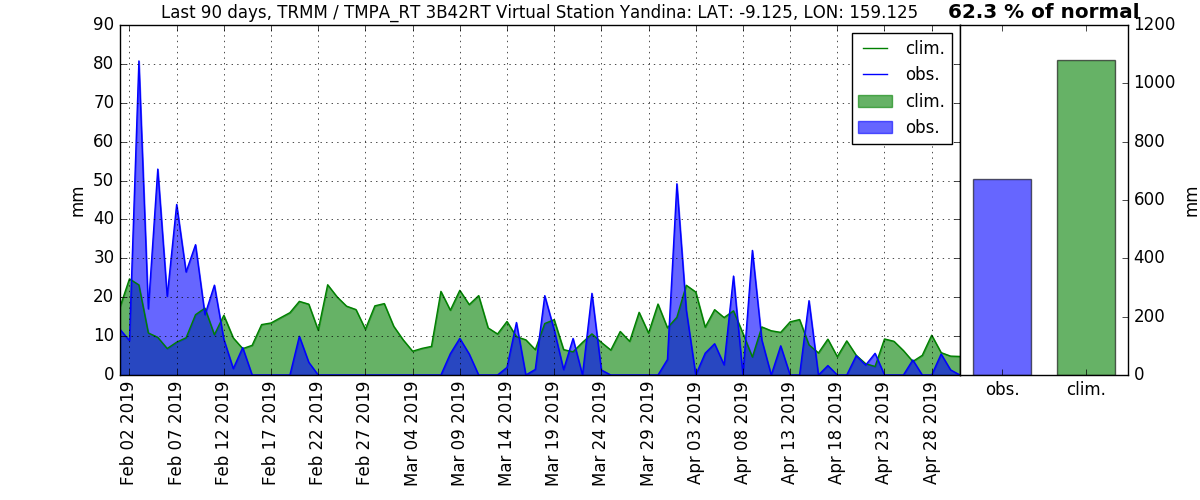 Last 90 days, TRMM / TMPA_RT 3B42RT Virtual Station Yandina: LAT: -9.125, LON: 159.125
62.3 % of normal
90
80
70
60
50
40
30
20
10
0
mm
clim.
obs.
clim.
obs.
Feb 02 2019
Feb 07 2019
Feb 12 2019
Feb 17 2019
Feb 22 2019
Feb 27 2019
Mar 04 2019
Mar 09 2019
Mar 14 2019
Mar 19 2019
Mar 24 2019
Mar 29 2019
Apr 03 2019
Apr 08 2019
Apr 13 2019
Apr 18 2019
Apr 23 2019
Apr 28 2019
1200
1000
800
600
400
200
0
mm
obs.
clim.